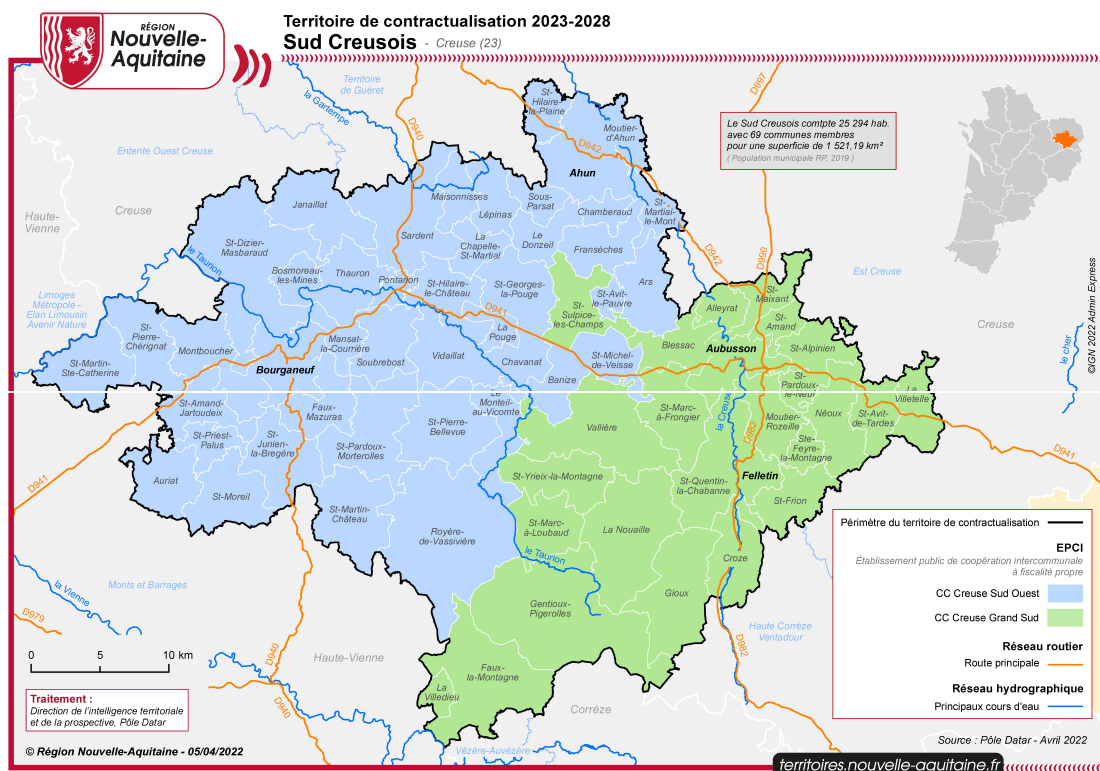 RÉGION
Nouvelle-
Aquitaine
Territoire de contractualisation 2023-2028
Sud Creusois - Creuse (23)
Le Sud Creusois comtpte 25 294 hab.
avec 69 communes membres
pour une superficie de 1 521,19 km²
( Population municipale RP, 2019 )
Territoire
de Guéret
la Gartempe
D940
D942
D997
Entente Ouest Creuse
Haute-
Vienne
Creuse
Limoges
Métropole -
Elan Limousin
Avenir Nature
St-
Hilaire-
la-Plaine
Moutier-
d'Ahun
Ahun
Maisonnisses
Lépinas
Sous-
Parsat
Chamberaud
St-
Martial-
le-Mont
Janaillat
Sardent
La
Chapelle-
St-Martial
Le
Donzeil
Fransèches
St-Dizier-
Masbaraud
le Taurion
Bosmoreau-
les-Mines
Thauron
Pontarion
St-Hilaire-
le-Château
St-Georges-
la-Pouge
St-Avit-
le-Pauvre
Ars
D942
D990
Est Creuse
Creuse
le cher
©IGN 2022 Admin Express
D941
St-
Sulpice-
les-Champs
Alleyrat
St-
Maixant
St-
Amand
St-
Pierre-
Chérignat
Montboucher
St-Martin-
Ste-Catherine
Bourganeuf
Mansat-
la-Courrière
Soubrebost
Vidaillat
La
Pouge
Chavanat
Banize
St-Michel-
de-Veisse
Blessac
Aubusson
St-Alpinien
St-
Pardoux-
le-Neuf
La
Villetelle
St-Amand-
Jartoudeix
Faux-
Mazuras
St-Pierre-
Bellevue
Le
Monteil-
au-Vicomte
Vallière
St-Marc-
à-Frongier
la Creuse
D982
Moutier-
Rozeille
Néoux
St-Avit-
de-Tardes
St-Priest-
Palus
St-
Junien-
la-Bregère
St-Pardoux-
Morterolles
Ste-
Feyre-
la-Montagne
D941
D941
Auriat
St-Moreil
St-Yrieix-la-Montagne
St-Quentin-
la-Chabanne
Felletin
St-Frion
St-Martin-
Château
Royère-
de-Vassivière
St-Marc-
à-Loubaud
La Nouaille
le Taurion
Croze
Gioux
Gentioux-
Pigerolles
la Vienne
Monts et Barrages
D979
D940
D940
Haute-Vienne
Faux-
la-Montagne
La
Villedieu
Corrèze
Vézère-Auvézère
Haute Corrèze
Ventadour
D982
0 5 10 km
Traitement :
Direction de l'intelligence territoriale
et de la prospective, Pôle Datar
© Région Nouvelle-Aquitaine - 05/04/2022
Périmètre du territoire de contractualisation
EPCI
Établissement public de coopération intercommunale
à fiscalité propre
CC Creuse Sud Ouest
CC Creuse Grand Sud
Réseau routier
Route principale
Réseau hydrographique
Principaux cours d'eau
Source : Pôle Datar - Avril 2022
territoires.nouvelle-aquitaine.fr